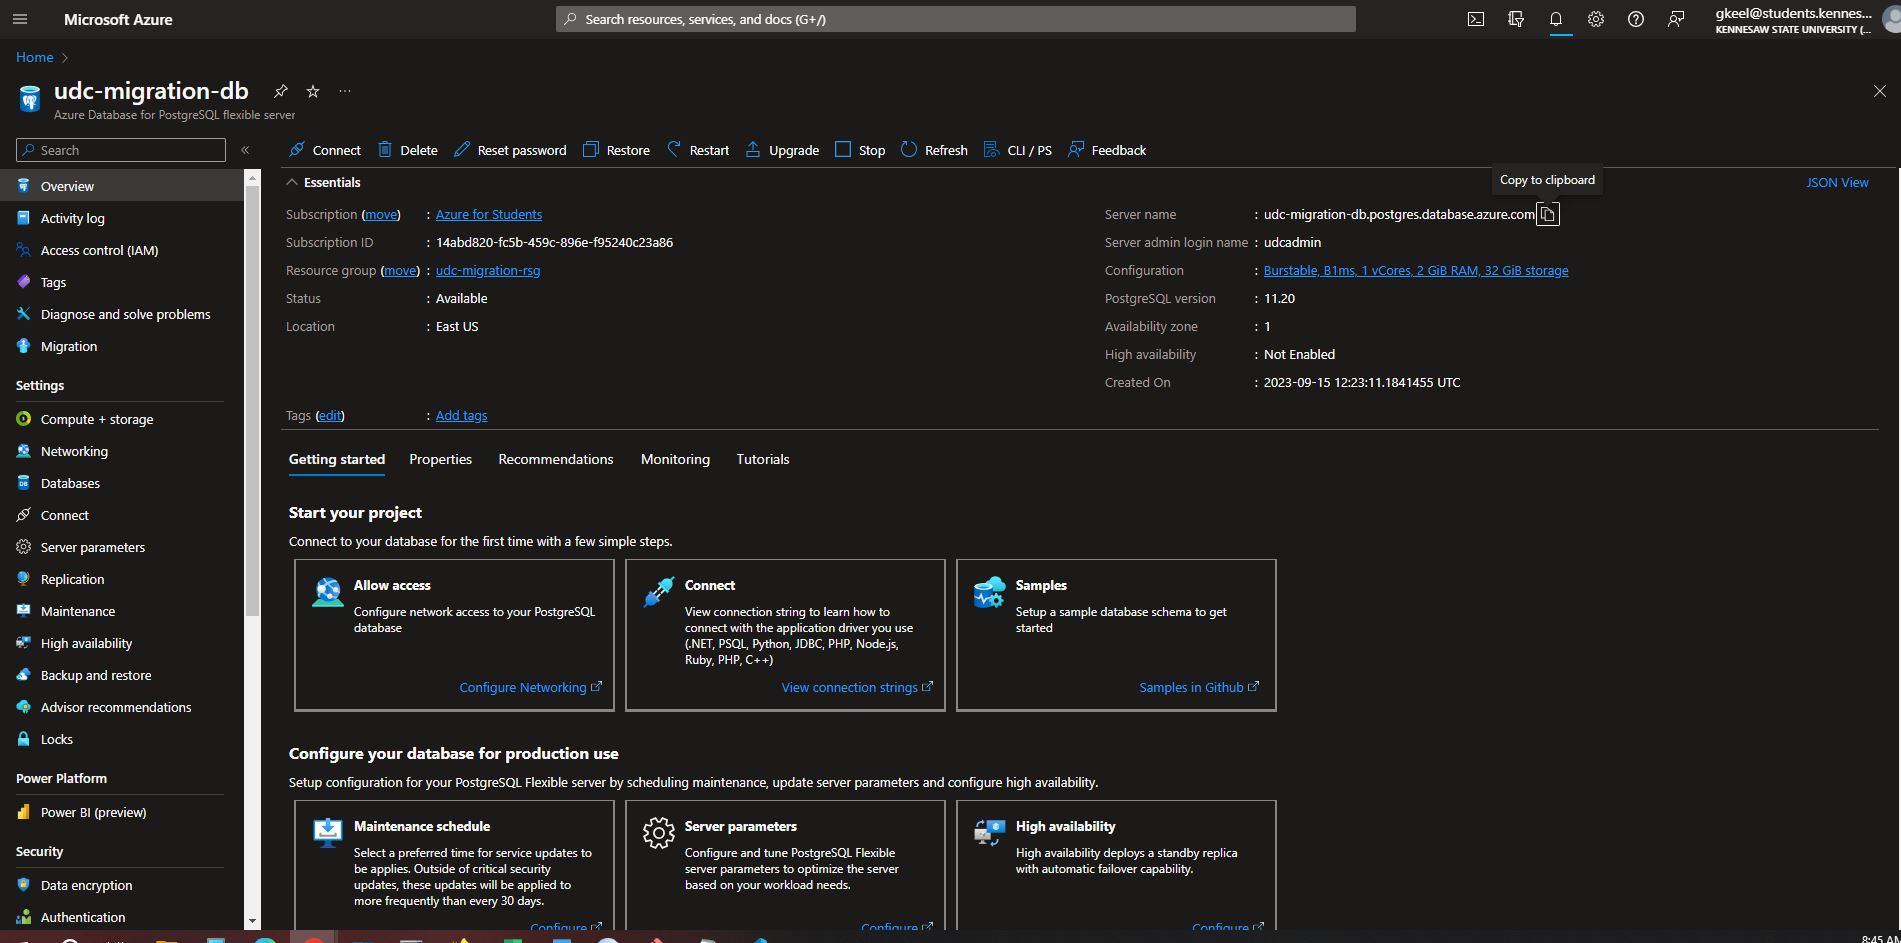 Microsoft Azure
Search resources, services, and docs (G+/)
gkeel@students.kennes...
KENNESAW STATE UNIVERSITY (...
Home
udc-migration-db
Azure Database for PostgreSQL flexible server
Search
Connect
Delete
Reset password
Restore
Restart
Upgrade
Stop
Refresh
CLI / PS
Feedback
Copy to clipboard
Overview
Activity log
Access control (IAM)
Tags
Diagnose and solve problems
Migration
Settings
Compute + storage
Networking
Databases
Connect
Server parameters
Replication
Maintenance
High availability
Backup and restore
Advisor recommendations
Locks
Power Platform
Power BI (preview)
Security
Data encryption
Authentication
Essentials
JSON View
Subscription (move) : Azure for Students
Subscription ID : 14abd820-fc5b-459c-896e-f95240c23a86
Resource group (move) : udc-migration-rsg
Status : Available
Location : East US
Server name : udc-migration-db.postgres.database.azure.com
Server admin login name : udcadmin
Configuration : Burstable, B1ms, 1 vCores, 2 GiB RAM, 32 GiB storage
PostgreSQL version : 11.20
Availability zone : 1
High availability : Not Enabled
Created On : 2023-09-15 12:23:11.1841455 UTC
Tags (edit) : Add tags
Getting started
Properties
Recommendations
Monitoring
Tutorials
Start your project
Connect to your database for the first time with a few simple steps.
Allow access
Configure network access to your PostgreSQL
database
Configure Networking
Connect
View connection string to learn how to
connect with the application driver you use
(.NET, PSQL, Python, JDBC, PHP, Node.js,
Ruby, PHP, C++)
View connection strings
Samples
Setup a sample database schema to get
started
Samples in Github
Configure your database for production use
Setup configuration for your PostgreSQL Flexible server by scheduling maintenance, update server parameters and configure high availability.
Maintenance schedule
Select a preferred time for service updates to
be applies. Outside of critical security
updates, these updates will be applied to
more frequently than every 30 days.
Configure
Server parameters
Configure and tune PostgreSQL Flexible
server parameters to optimize the server
based on your workload needs.
Configure
High availability
High availability deploys a standby replica
with automatic failover capability.
Configure
8:45 AM